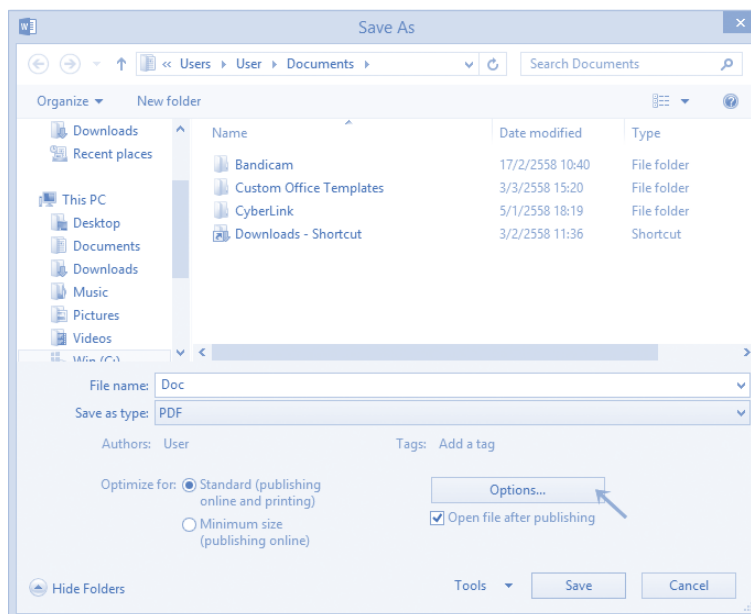 Save As
« Users › User › Documents ›
Search Documents
Organize
New folder
Downloads
Recent places
This PC
Desktop
Documents
Downloads
Music
Pictures
Videos
Win (C:)
Name Date modified Type
Bandicam 17/2/2558 10:40 File folder
Custom Office Templates 3/3/2558 15:20 File folder
CyberLink 5/1/2558 18:19 File folder
Downloads - Shortcut 3/2/2558 11:36 Shortcut
File name: Doc
Save as type: PDF
Authors: User
Tags: Add a tag
Optimize for: Standard (publishing
online and printing)
Minimum size
(publishing online)
Options...
Open file after publishing
Hide Folders
Tools
Save
Cancel